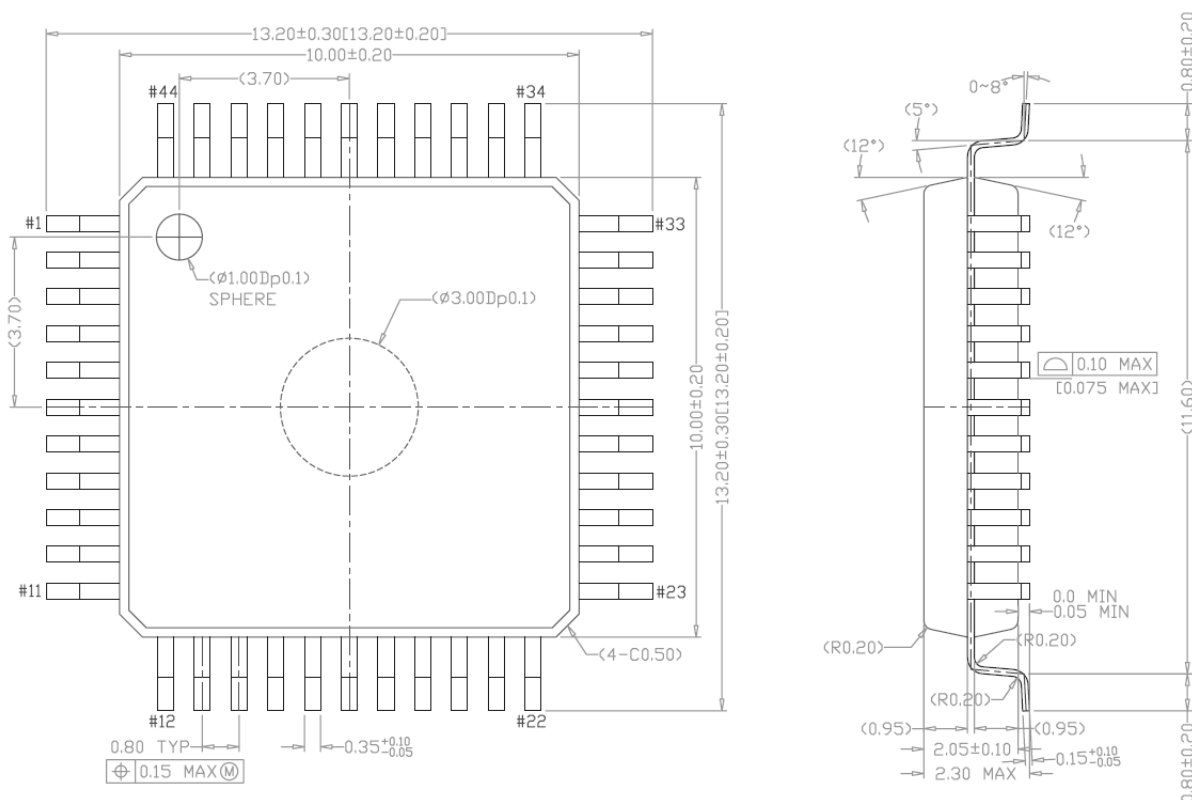 13.20±0.30[13.20±0.20]
10.00±0.20
(3.70)
#44
#34
#1
#33
(3.70)
(ø1.00Dp0.1)
SPHERE
(ø3.00Dp0.1)
10.00±0.20
13.20±0.30[13.20±0.20]
#11
#23
(4-C0.50)
#12
#22
0.80 TYP
0.35+0.10 -0.05
⌖ 0.15 MAX Ⓜ
0~8°
0.80±0.20
(5°)
(12°)
(12°)
⌓ 0.10 MAX
[0.075 MAX]
(11.60)
0.0 MIN
0.05 MIN
(R0.20)
(R0.20)
(R0.20)
(0.95)
(0.95)
2.05±0.10
0.15+0.10 -0.05
2.30 MAX
0.80±0.20